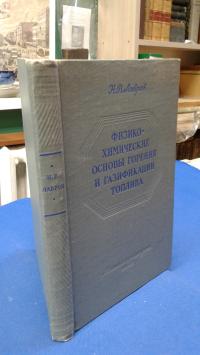 Н.В. Лавров
ФИЗИКО-
ХИМИЧЕСКИЕ
ОСНОВЫ ГОРЕНИЯ
И ГАЗИФИКАЦИИ
ТОПЛИВА
Н. В.
ЛАВРОВ